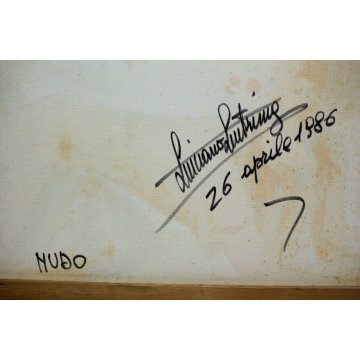 Luciano Lutring
26 aprile 1986
NUDO